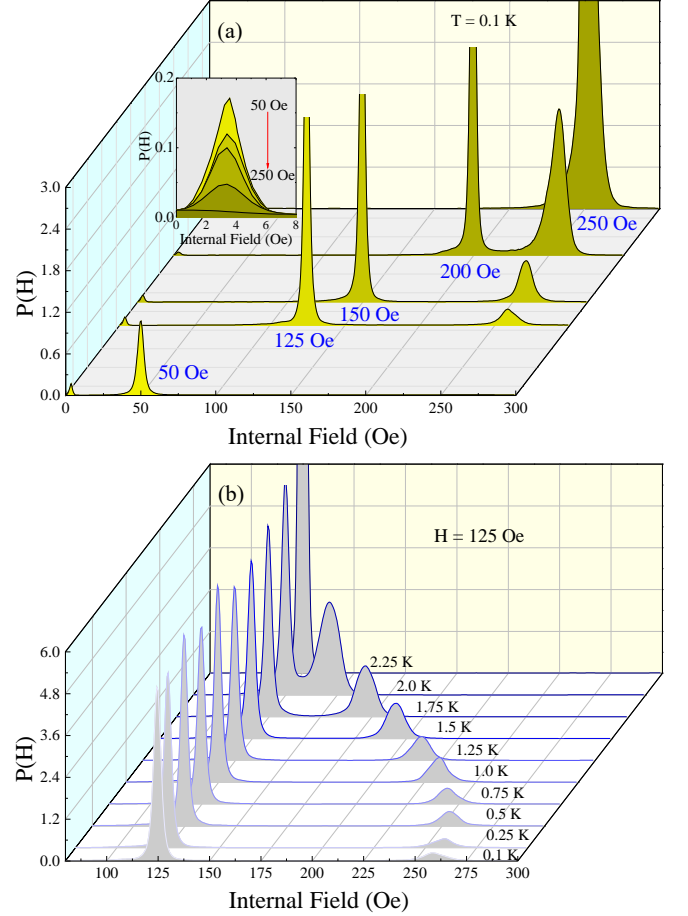 (a)
T = 0.1 K
0.2
0.1
0.0
P(H)
50 Oe
250 Oe
0 2 4 6 8
Internal Field (Oe)
3.0
2.4
1.8
1.2
0.6
0.0
P(H)
250 Oe
200 Oe
150 Oe
125 Oe
50 Oe
0 50 100 150 200 250 300
Internal Field (Oe)
(b)
H = 125 Oe
6.0
4.8
3.6
2.4
1.2
0.0
P(H)
2.25 K
2.0 K
1.75 K
1.5 K
1.25 K
1.0 K
0.75 K
0.5 K
0.25 K
0.1 K
100 125 150 175 200 225 250 275 300
Internal Field (Oe)